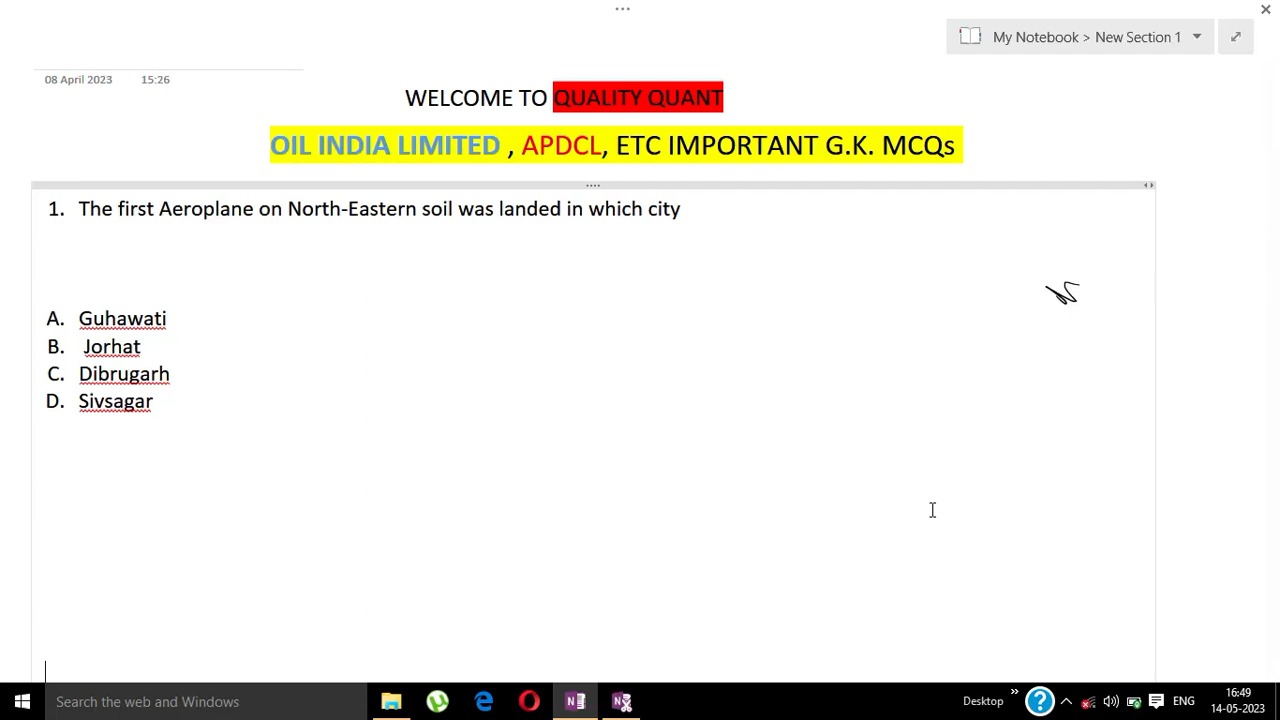 My Notebook > New Section 1
08 April 2023 15:26
WELCOME TO QUALITY QUANT
OIL INDIA LIMITED , APDCL, ETC IMPORTANT G.K. MCQs
1. The first Aeroplane on North-Eastern soil was landed in which city
A. Guhawati
B. Jorhat
C. Dibrugarh
D. Sivsagar
Search the web and Windows
Desktop
ENG
16:49
14-05-2023